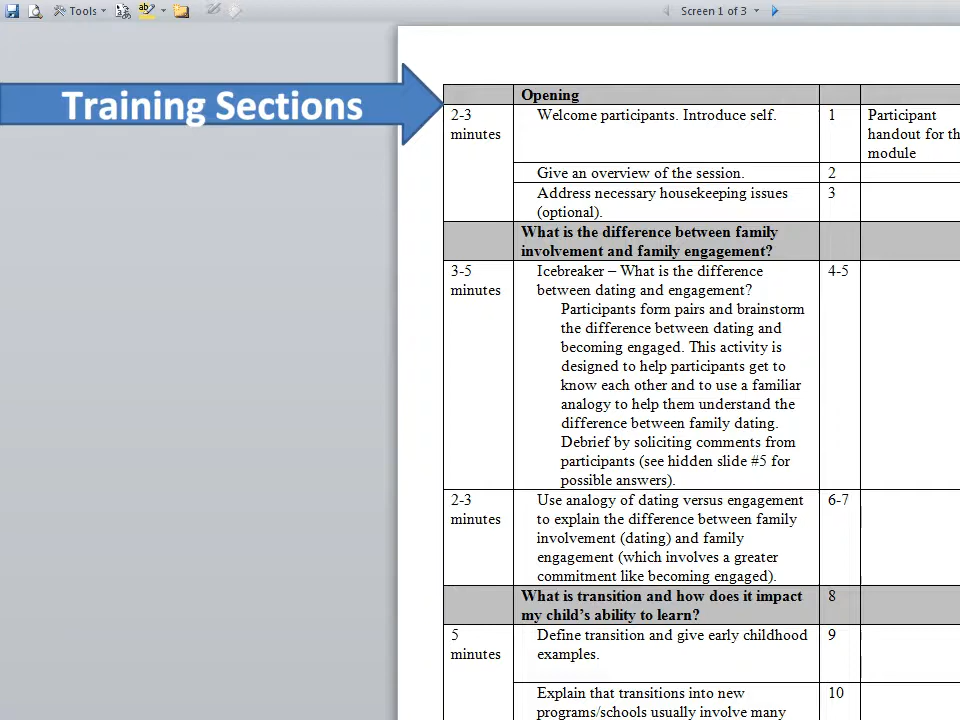 Tools
Screen 1 of 3
Training Sections
Opening
2-3
minutes
Welcome participants. Introduce self.
1
Participant
handout for th
module
Give an overview of the session.
2
Address necessary housekeeping issues
(optional).
3
What is the difference between family
involvement and family engagement?
3-5
minutes
Icebreaker – What is the difference
between dating and engagement?
Participants form pairs and brainstorm
the difference between dating and
becoming engaged. This activity is
designed to help participants get to
know each other and to use a familiar
analogy to help them understand the
difference between family dating.
Debrief by soliciting comments from
participants (see hidden slide #5 for
possible answers).
4-5
2-3
minutes
Use analogy of dating versus engagement
to explain the difference between family
involvement (dating) and family
engagement (which involves a greater
commitment like becoming engaged).
6-7
What is transition and how does it impact
my child’s ability to learn?
8
5
minutes
Define transition and give early childhood
examples.
9
Explain that transitions into new
programs/schools usually involve many
10